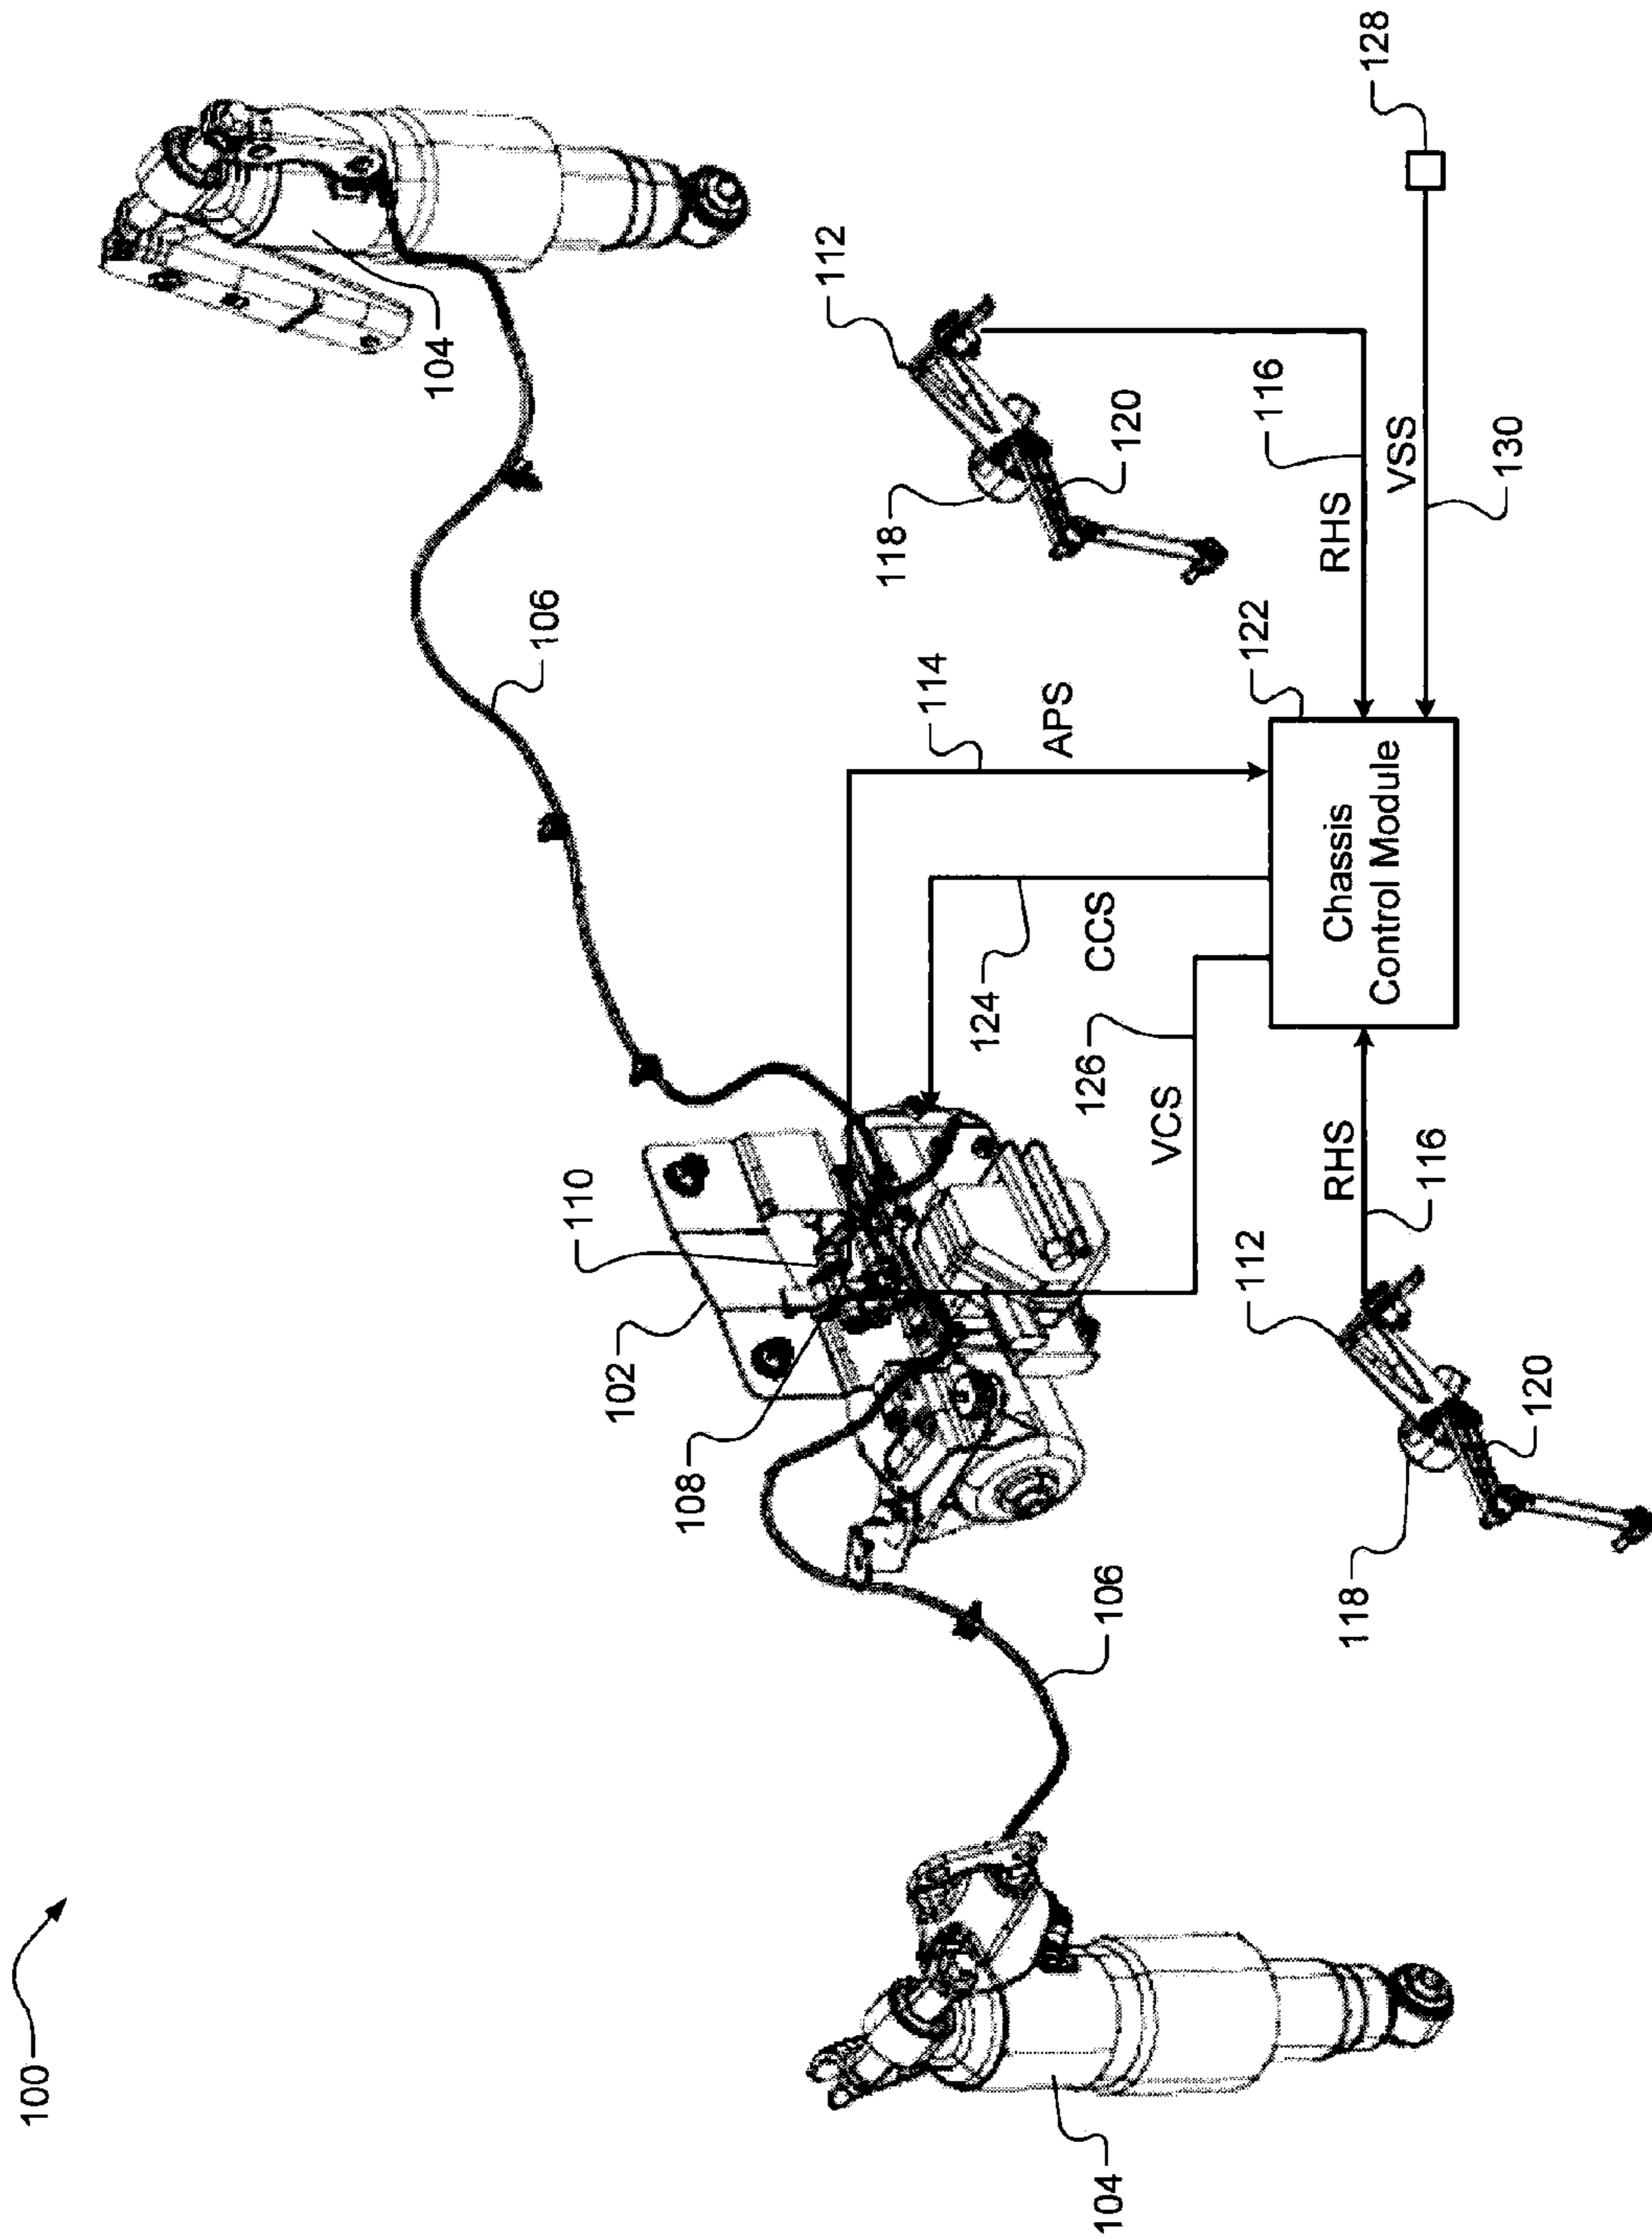 100
104
106
110
102
108
112
118
114
124
APS
126
CCS
104
106
120
VCS
112
122
116
RHS
Chassis
Control Module
RHS
118
128
VSS
116
130
120